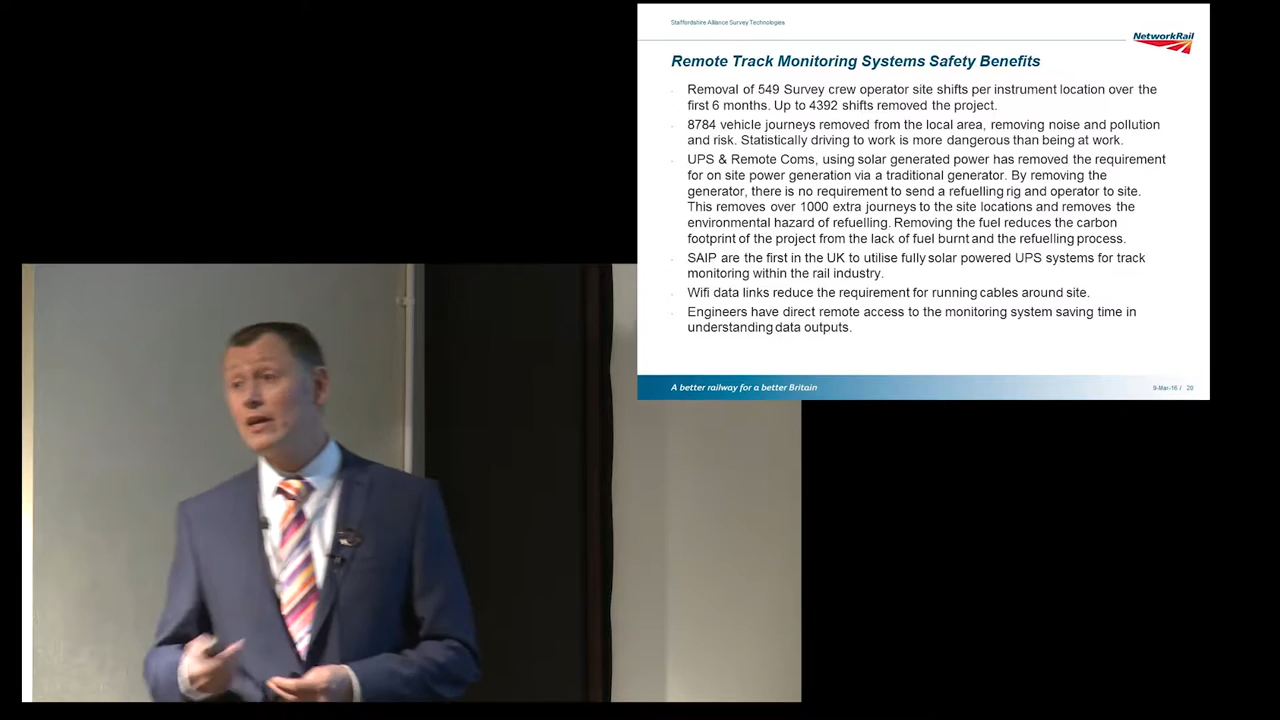 Staffordshire Alliance Survey Technologies
NetworkRail
Remote Track Monitoring Systems Safety Benefits
Removal of 549 Survey crew operator site shifts per instrument location over the
first 6 months. Up to 4392 shifts removed the project.
8784 vehicle journeys removed from the local area, removing noise and pollution
and risk. Statistically driving to work is more dangerous than being at work.
UPS & Remote Coms, using solar generated power has removed the requirement
for on site power generation via a traditional generator. By removing the
generator, there is no requirement to send a refuelling rig and operator to site.
This removes over 1000 extra journeys to the site locations and removes the
environmental hazard of refuelling. Removing the fuel reduces the carbon
footprint of the project from the lack of fuel burnt and the refuelling process.
SAIP are the first in the UK to utilise fully solar powered UPS systems for track
monitoring within the rail industry.
Wifi data links reduce the requirement for running cables around site.
Engineers have direct remote access to the monitoring system saving time in
understanding data outputs.
A better railway for a better Britain
9-Mar-16 / 20